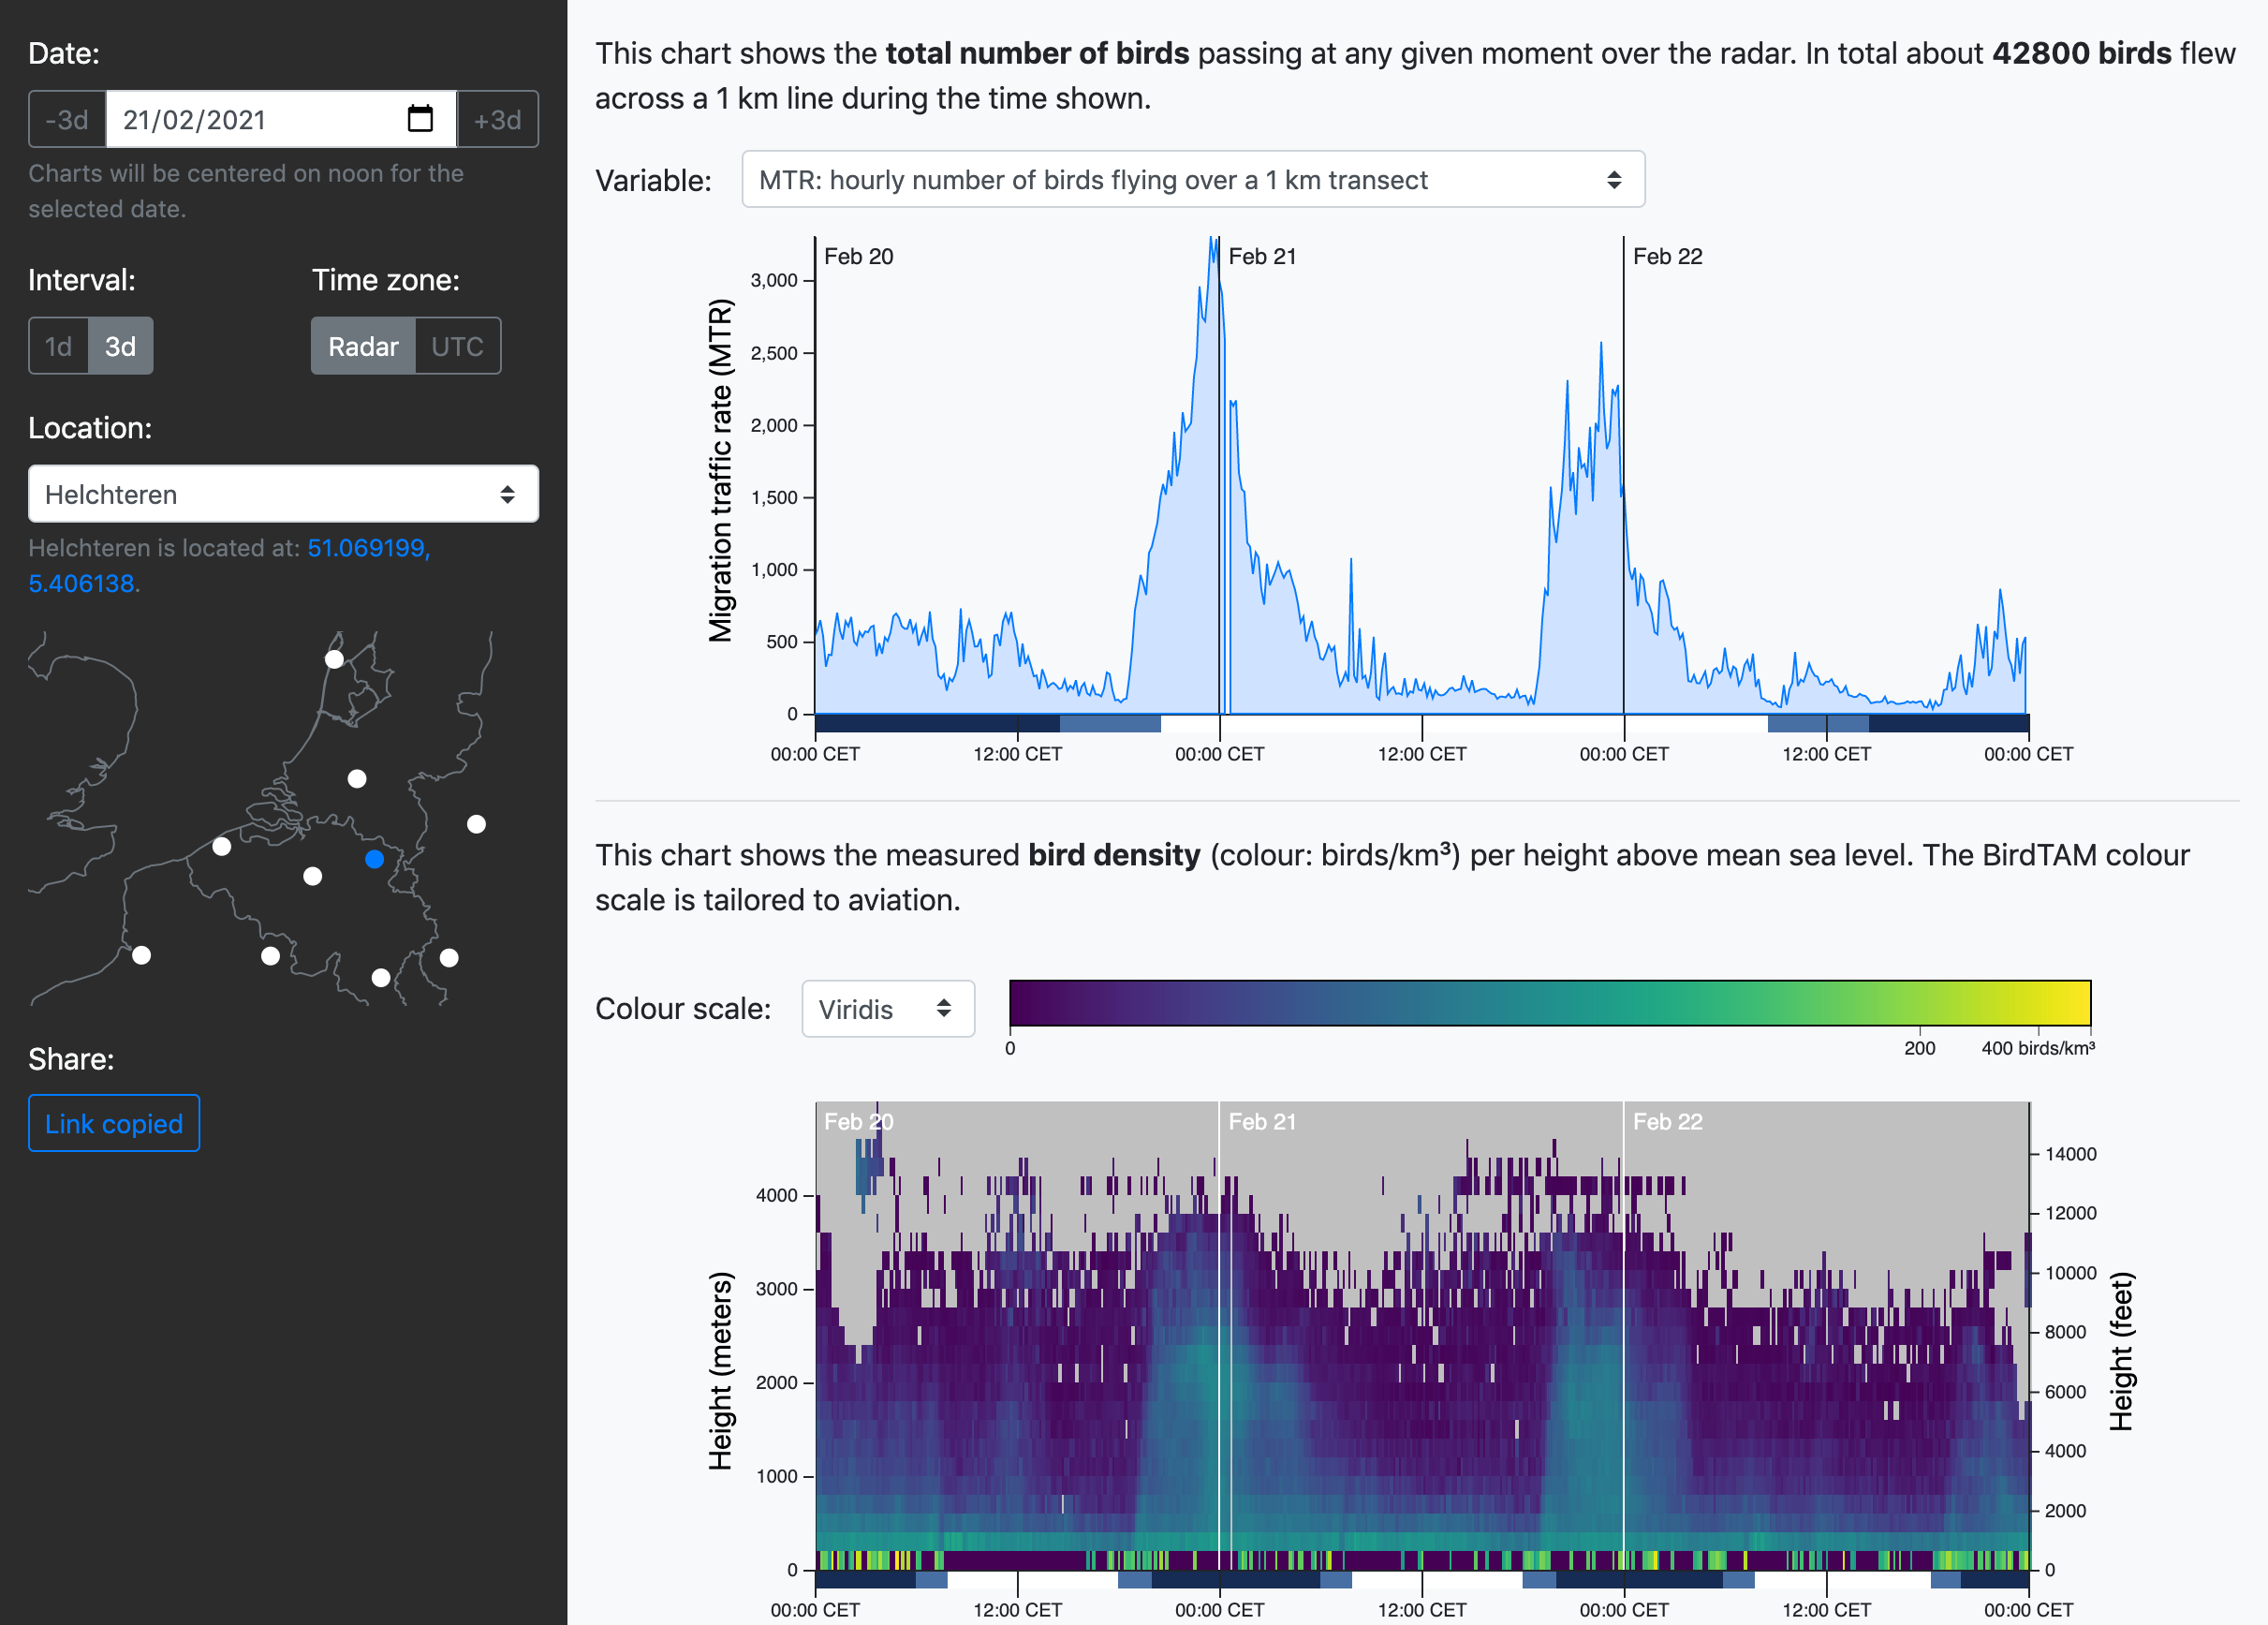 Date:
-3d
21/02/2021
+3d
Charts will be centered on noon for the
selected date.
Interval:
Time zone:
1d
3d
Radar
UTC
Location:
Helchteren
Helchteren is located at: 51.069199,
5.406138.
Share:
Link copied
This chart shows the total number of birds passing at any given moment over the radar. In total about 42800 birds flew
across a 1 km line during the time shown.
Variable:
MTR: hourly number of birds flying over a 1 km transect
Feb 20
Feb 21
Feb 22
Migration traffic rate (MTR)
3,000
2,500
2,000
1,500
1,000
500
0
00:00 CET
12:00 CET
00:00 CET
12:00 CET
00:00 CET
12:00 CET
00:00 CET
This chart shows the measured bird density (colour: birds/km³) per height above mean sea level. The BirdTAM colour
scale is tailored to aviation.
Colour scale:
Viridis
0
200
400 birds/km³
Feb 20
Feb 21
Feb 22
Height (meters)
4000
3000
2000
1000
0
14000
12000
10000
8000
6000
4000
2000
0
Height (feet)
00:00 CET
12:00 CET
00:00 CET
12:00 CET
00:00 CET
12:00 CET
00:00 CET